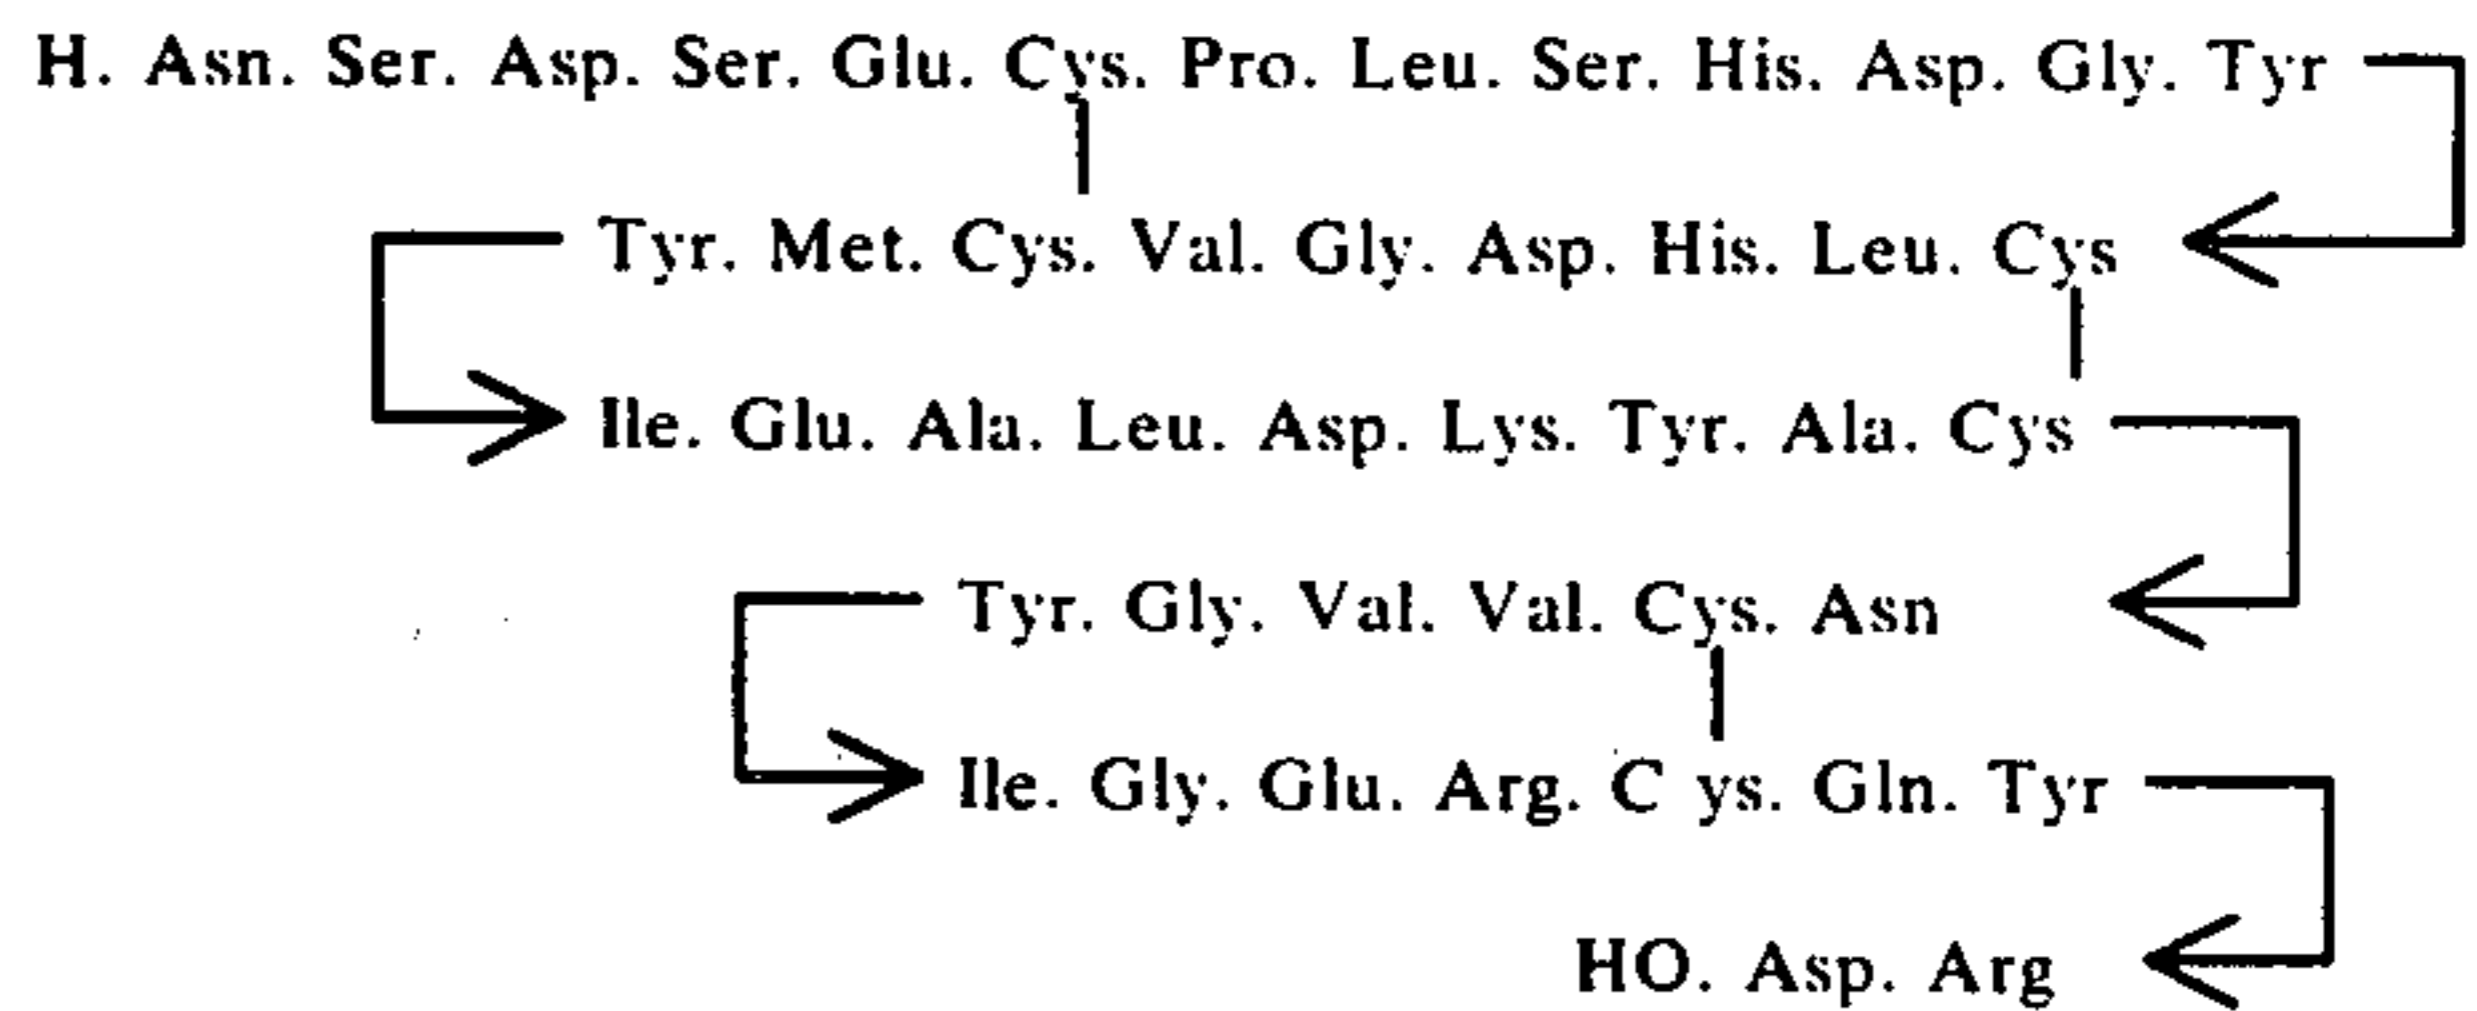 H. Asn. Ser. Asp. Ser. Glu. Cys. Pro. Leu. Ser. His. Asp. Gly. Tyr
Tyr. Met. Cys. Val. Gly. Asp. His. Leu. Cys
Ile. Glu. Ala. Leu. Asp. Lys. Tyr. Ala. Cys
Tyr. Gly. Val. Val. Cys. Asn
Ile. Gly. Glu. Arg. C ys. Gln. Tyr
HO. Asp. Arg